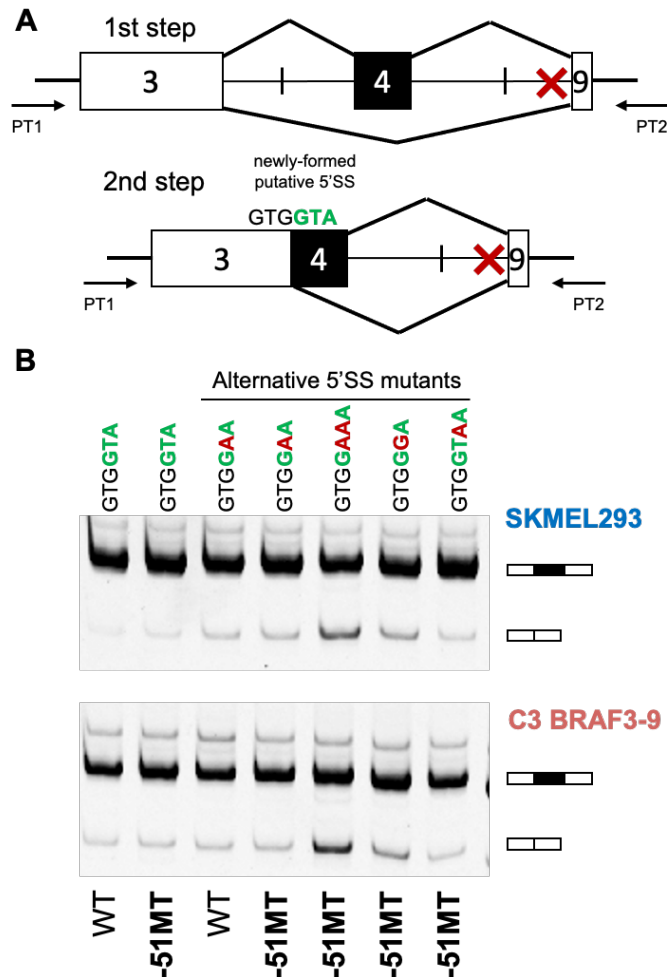 A
1st step
3
4
9
PT1
PT2
newly-formed
putative 5'SS
2nd step
GTGGTA
3
4
9
PT1
PT2
B
Alternative 5'SS mutants
GTGGTA
GTGGTA
GTGGAA
GTGGAA
GTGGAAA
GTGGGA
GTGGTAA
SKMEL293
C3 BRAF3-9
WT
-51MT
WT
-51MT
-51MT
-51MT
-51MT